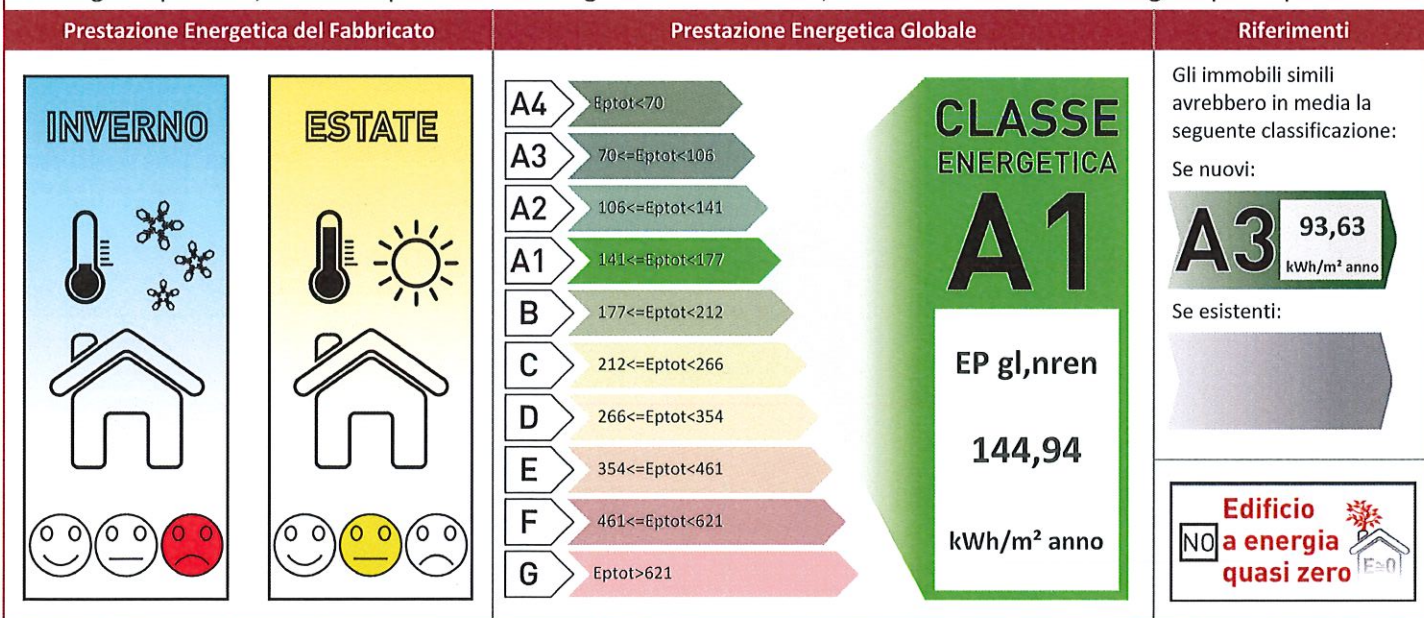 Prestazione Energetica del Fabbricato
Prestazione Energetica Globale
Riferimenti
INVERNO
ESTATE
A4 Eptot<70
A3 70<=Eptot<106
A2 106<=Eptot<141
A1 141<=Eptot<177
B 177<=Eptot<212
C 212<=Eptot<266
D 266<=Eptot<354
E 354<=Eptot<461
F 461<=Eptot<621
G Eptot>621
CLASSE
ENERGETICA
A1
EP gl,nren
144,94
kWh/m² anno
Gli immobili simili
avrebbero in media la
seguente classificazione:
Se nuovi:
A3 93,63
kWh/m² anno
Se esistenti:
Edificio
NO a energia
quasi zero E≃0